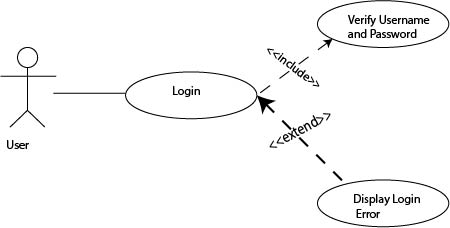 Verify Username
and Password
<<include>>
Login
<<extend>>
User
Display Login
Error